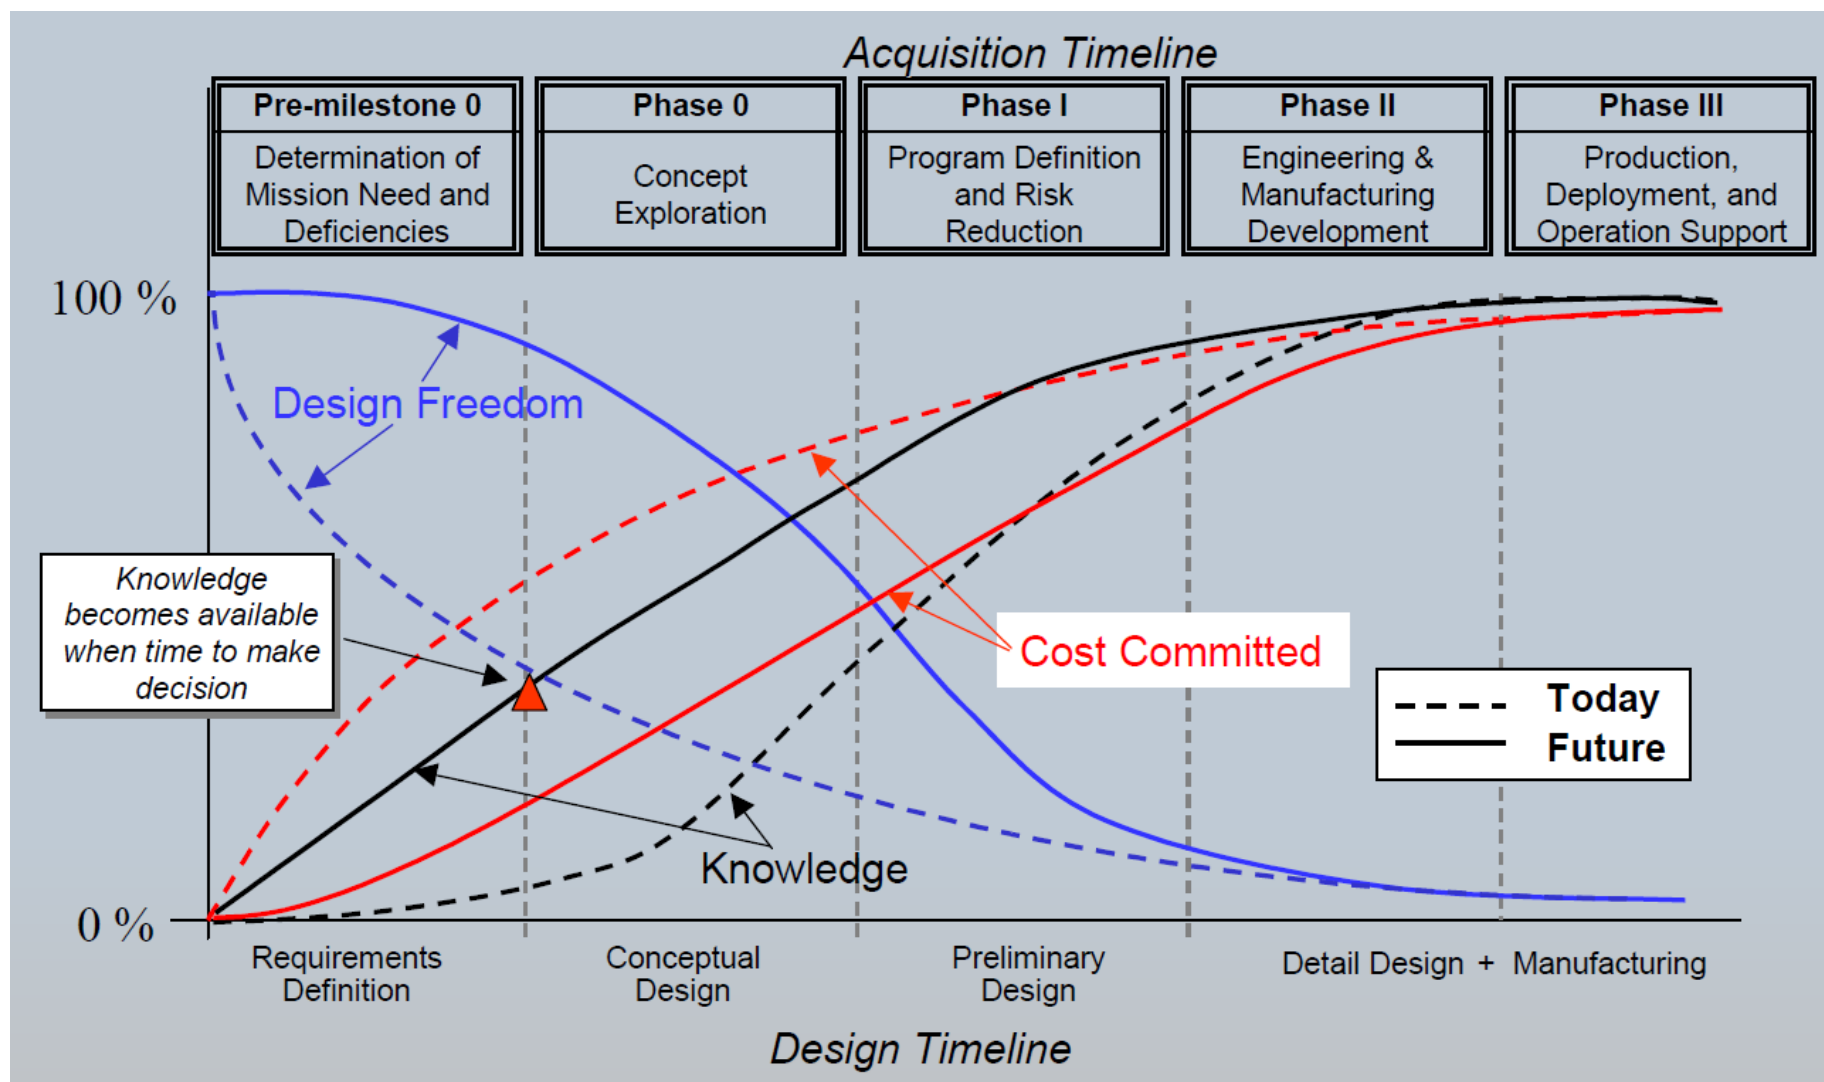 Acquisition Timeline
Pre-milestone 0
Determination of
Mission Need and
Deficiencies
Phase 0
Concept
Exploration
Phase I
Program Definition
and Risk
Reduction
Phase II
Engineering &
Manufacturing
Development
Phase III
Production,
Deployment, and
Operation Support
100 %
Design Freedom
Knowledge
becomes available
when time to make
decision
Cost Committed
Today
Future
Knowledge
0 %
Requirements
Definition
Conceptual
Design
Preliminary
Design
Detail Design + Manufacturing
Design Timeline